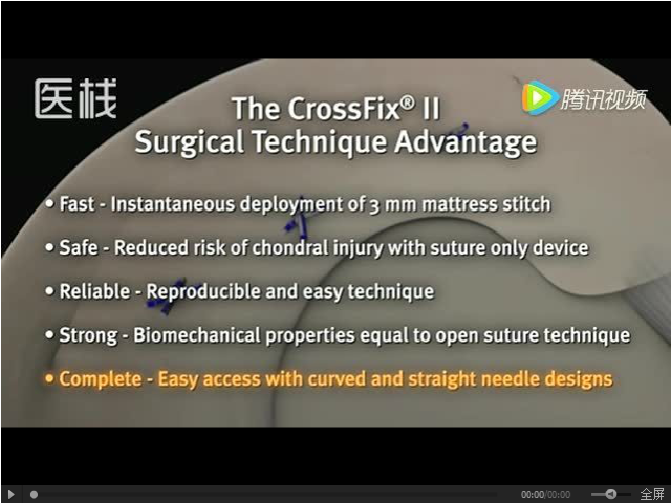 医栈
腾讯视频
The CrossFix® II
Surgical Technique Advantage
• Fast - Instantaneous deployment of 3 mm mattress stitch
• Safe - Reduced risk of chondral injury with suture only device
• Reliable - Reproducible and easy technique
• Strong - Biomechanical properties equal to open suture technique
• Complete - Easy access with curved and straight needle designs
00:00/00:00 全屏